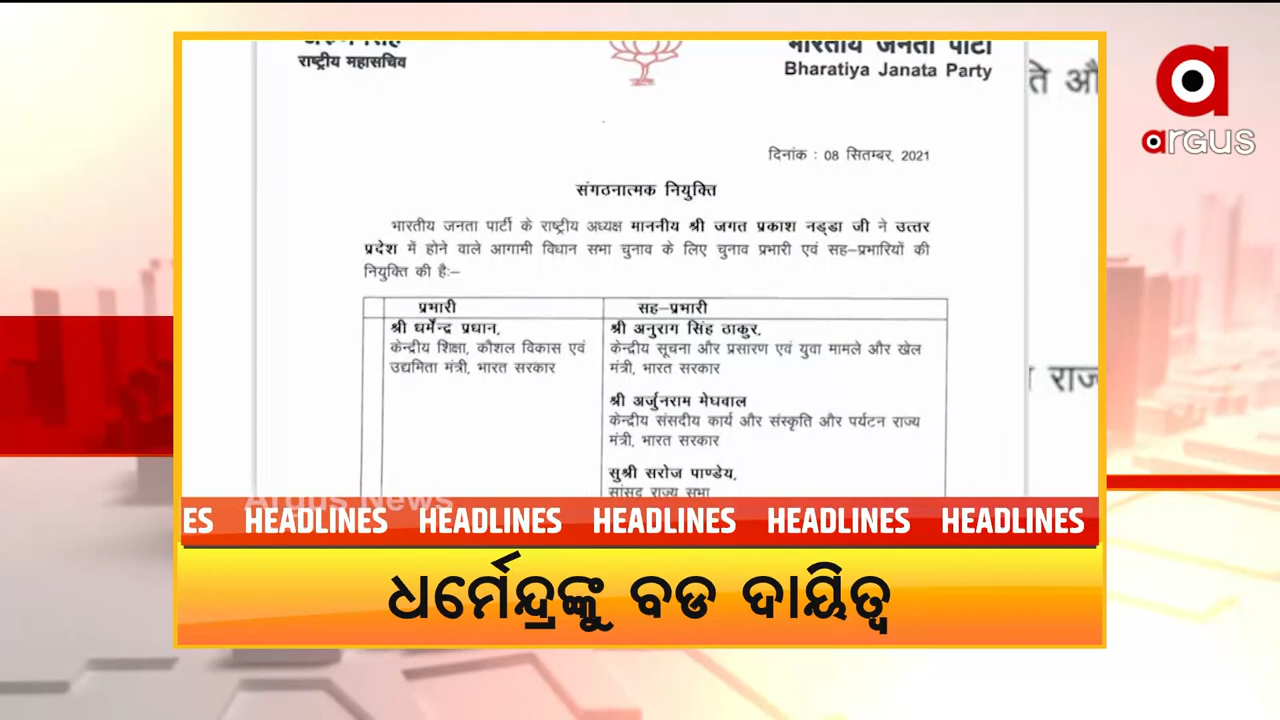 राष्ट्रीय महासचिव
भारतीय जनता पार्टी
Bharatiya Janata Party
ति औ
argus
दिनांक : 08 सितम्बर, 2021
संगठनात्मक नियुक्ति
भारतीय जनता पार्टी के राष्ट्रीय अध्यक्ष माननीय श्री जगत प्रकाश नड्डा जी ने उत्तर
प्रदेश में होने वाले आगामी विधान सभा चुनाव के लिए चुनाव प्रभारी एवं सह-प्रभारियों की
नियुक्ति की है:-
प्रभारी
सह-प्रभारी
श्री धर्मेन्द्र प्रधान,
केन्द्रीय शिक्षा, कौशल विकास एवं
उद्यमिता मंत्री, भारत सरकार
श्री अनुराग सिंह ठाकुर,
केन्द्रीय सूचना और प्रसारण एवं युवा मामले और खेल
मंत्री, भारत सरकार
श्री अर्जुनराम मेघवाल
केन्द्रीय संसदीय कार्य और संस्कृति और पर्यटन राज्य
मंत्री, भारत सरकार
सुश्री सरोज पाण्डेय,
सांसद राज्य सभा
राज्
Argus News
ES HEADLINES HEADLINES HEADLINES HEADLINES HEADLINES
ଧର୍ମେନ୍ଦ୍ରଙ୍କୁ ବଡ ଦାୟିତ୍ୱ